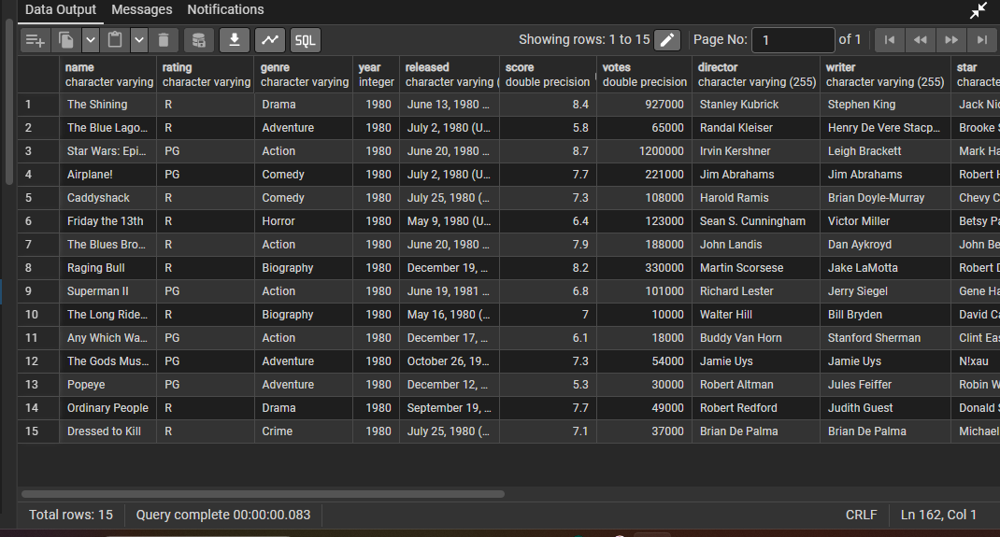 Data Output Messages Notifications
SQL Showing rows: 1 to 15 Page No: 1 of 1
name rating genre year released score votes director writer star
character varying character varying character varying integer character varying ( double precision double precision character varying (255) character varying (255) characte
1 The Shining R Drama 1980 June 13, 1980 ... 8.4 927000 Stanley Kubrick Stephen King Jack Nic
2 The Blue Lago... R Adventure 1980 July 2, 1980 (U... 5.8 65000 Randal Kleiser Henry De Vere Stacp... Brooke S
3 Star Wars: Epi... PG Action 1980 June 20, 1980 ... 8.7 1200000 Irvin Kershner Leigh Brackett Mark Ha
4 Airplane! PG Comedy 1980 July 2, 1980 (U... 7.7 221000 Jim Abrahams Jim Abrahams Robert H
5 Caddyshack R Comedy 1980 July 25, 1980 (... 7.3 108000 Harold Ramis Brian Doyle-Murray Chevy C
6 Friday the 13th R Horror 1980 May 9, 1980 (U... 6.4 123000 Sean S. Cunningham Victor Miller Betsy Pa
7 The Blues Bro... R Action 1980 June 20, 1980 ... 7.9 188000 John Landis Dan Aykroyd John Be
8 Raging Bull R Biography 1980 December 19, ... 8.2 330000 Martin Scorsese Jake LaMotta Robert D
9 Superman II PG Action 1980 June 19, 1981 ... 6.8 101000 Richard Lester Jerry Siegel Gene Ha
10 The Long Ride... R Biography 1980 May 16, 1980 (... 7 10000 Walter Hill Bill Bryden David Ca
11 Any Which Wa... PG Action 1980 December 17, ... 6.1 18000 Buddy Van Horn Stanford Sherman Clint Eas
12 The Gods Mus... PG Adventure 1980 October 26, 19... 7.3 54000 Jamie Uys Jamie Uys N!xau
13 Popeye PG Adventure 1980 December 12, ... 5.3 30000 Robert Altman Jules Feiffer Robin W
14 Ordinary People R Drama 1980 September 19, ... 7.7 49000 Robert Redford Judith Guest Donald S
15 Dressed to Kill R Crime 1980 July 25, 1980 (... 7.1 37000 Brian De Palma Brian De Palma Michael
Total rows: 15 Query complete 00:00:00.083 CRLF Ln 162, Col 1